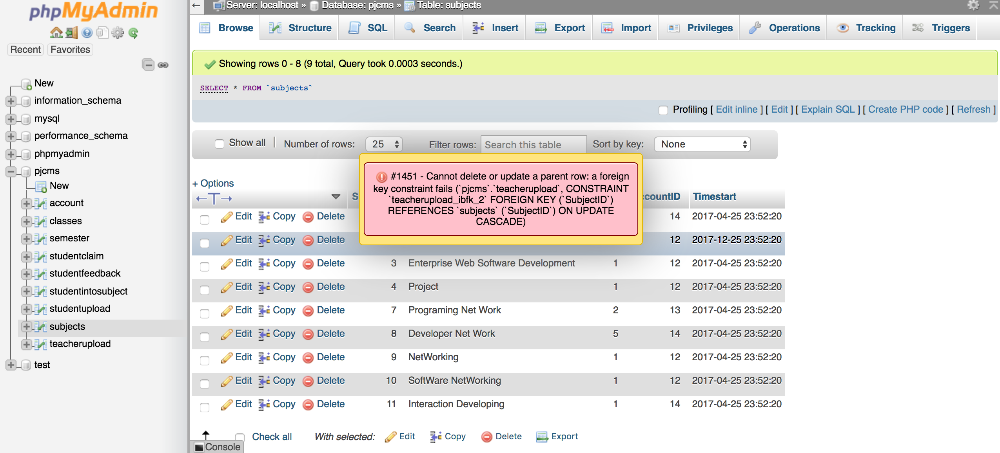 phpMyAdmin
Recent Favorites
New
information_schema
mysql
performance_schema
phpmyadmin
pjcms
New
account
classes
semester
studentclaim
studentfeedback
studentintosubject
studentupload
subjects
teacherupload
test
Server: localhost » Database: pjcms » Table: subjects
Browse Structure SQL Search Insert Export Import Privileges Operations Tracking Triggers
Showing rows 0 - 8 (9 total, Query took 0.0003 seconds.)
SELECT * FROM `subjects`
Profiling [ Edit inline ] [ Edit ] [ Explain SQL ] [ Create PHP code ] [ Refresh ]
Show all | Number of rows: 25 Filter rows: Search this table Sort by key: None
#1451 - Cannot delete or update a parent row: a foreign
key constraint fails (`pjcms`.`teacherupload`, CONSTRAINT
`teacherupload_ibfk_2` FOREIGN KEY (`SubjectID`)
REFERENCES `subjects` (`SubjectID`) ON UPDATE
CASCADE)
+ Options
←T→ S countID Timestart
Edit Copy Delete 14 2017-04-25 23:52:20
Edit Copy Delete 12 2017-12-25 23:52:20
Edit Copy Delete 3 Enterprise Web Software Development 1 12 2017-04-25 23:52:20
Edit Copy Delete 4 Project 1 12 2017-04-25 23:52:20
Edit Copy Delete 7 Programing Net Work 2 13 2017-04-25 23:52:20
Edit Copy Delete 8 Developer Net Work 5 14 2017-04-25 23:52:20
Edit Copy Delete 9 NetWorking 1 12 2017-04-25 23:52:20
Edit Copy Delete 10 SoftWare NetWorking 1 12 2017-04-25 23:52:20
Edit Copy Delete 11 Interaction Developing 1 14 2017-04-25 23:52:20
Check all With selected: Edit Copy Delete Export
Console